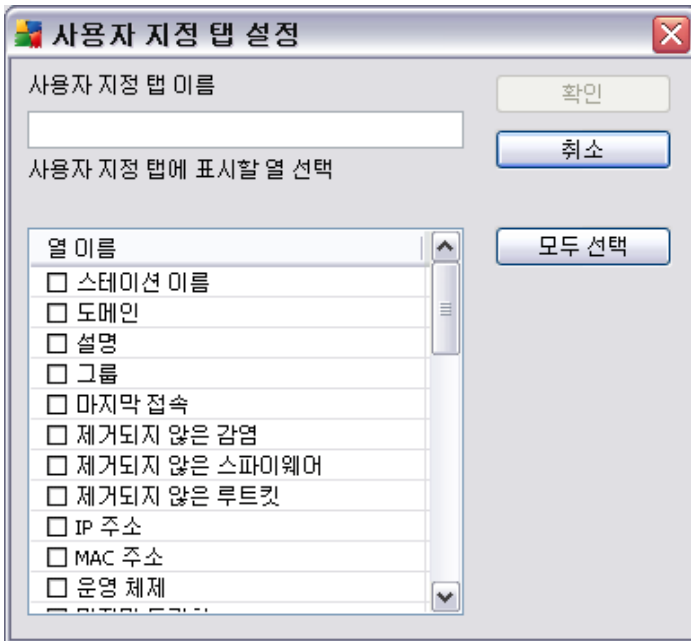 사용자 지정 탭 설정
사용자 지정 탭 이름
확인
취소
사용자 지정 탭에 표시할 열 선택
모두 선택
열 이름
스테이션 이름
도메인
설명
그룹
마지막 접속
제거되지 않은 감염
제거되지 않은 스파이웨어
제거되지 않은 루트킷
IP 주소
MAC 주소
운영 체제